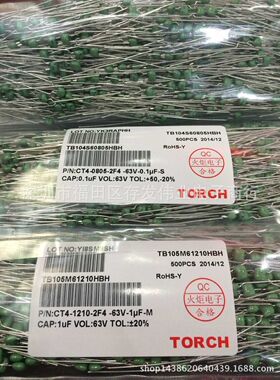 TB104S60805HBH
TB104S60805HBH
500PCS 2014/12
RoHS-Y
P/N:CT4-0805-2F4 -63V-0.1μF-S
CAP:0.1uF VOL:63V TOL:+50,-20%
QC
火炬电子
合格
TORCH
TB105M61210HBH
500PCS 2014/12
TB105M61210HBH
RoHS-Y
P/N:CT4-1210-2F4 -63V-1μF-M
CAP:1uF VOL:63V TOL:±20%
QC
火炬电子
合格
TORCH
1688.com/shop1438620640439